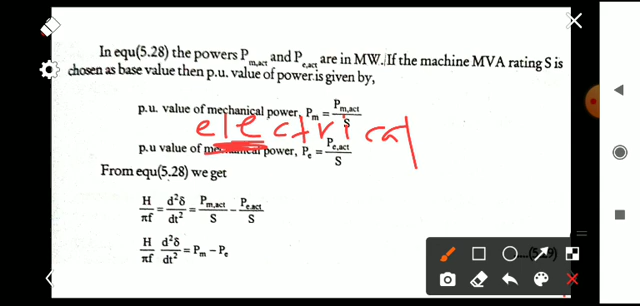 In equ(5.28) the powers P_m,act and P_e,act are in MW. If the machine MVA rating S is
chosen as base value then p.u. value of power is given by,
p.u. value of mechanical power, P_m = P_m,act / S
electrical
p.u value of mechanical power, P_e = P_e,act / S
From equ(5.28) we get
H/πf = d²δ/dt² = P_m,act/S - P_e,act/S
H/πf d²δ/dt² = P_m - P_e